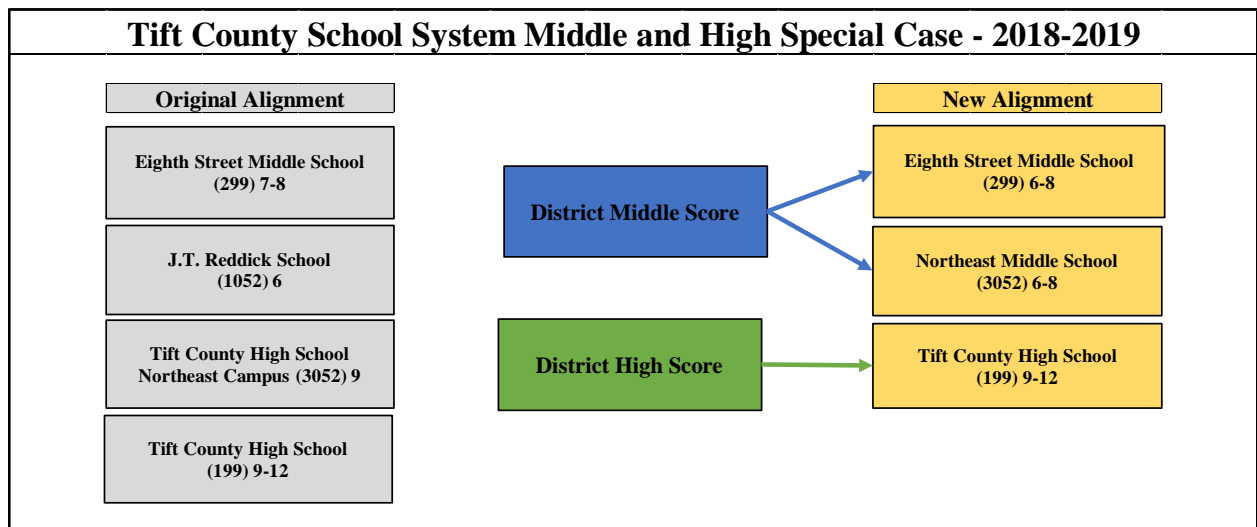 Tift County School System Middle and High Special Case - 2018-2019
Original Alignment
Eighth Street Middle School
(299) 7-8
J.T. Reddick School
(1052) 6
Tift County High School
Northeast Campus (3052) 9
Tift County High School
(199) 9-12
District Middle Score
District High Score
New Alignment
Eighth Street Middle School
(299) 6-8
Northeast Middle School
(3052) 6-8
Tift County High School
(199) 9-12